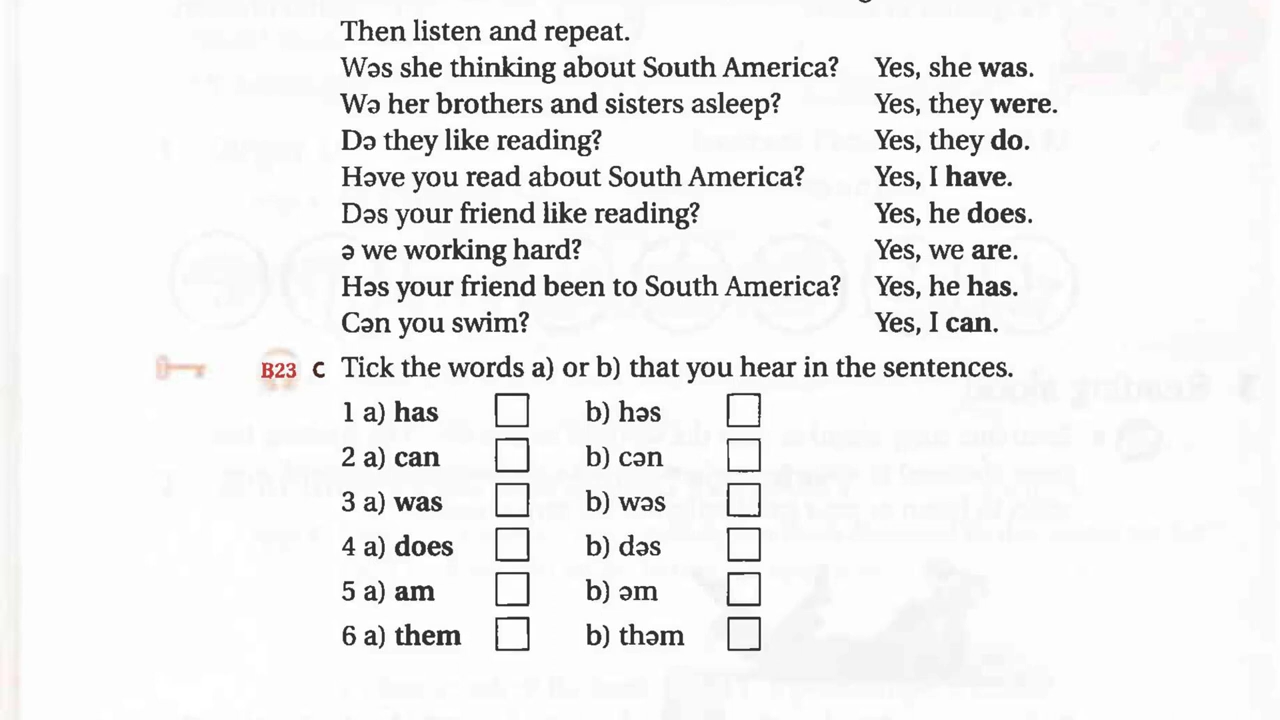 Then listen and repeat.
Wəs she thinking about South America? Yes, she was.
Wə her brothers and sisters asleep? Yes, they were.
Də they like reading? Yes, they do.
Həve you read about South America? Yes, I have.
Dəs your friend like reading? Yes, he does.
ə we working hard? Yes, we are.
Həs your friend been to South America? Yes, he has.
Cən you swim? Yes, I can.
B23 C Tick the words a) or b) that you hear in the sentences.
1 a) has b) həs
2 a) can b) cən
3 a) was b) wəs
4 a) does b) dəs
5 a) am b) əm
6 a) them b) thəm